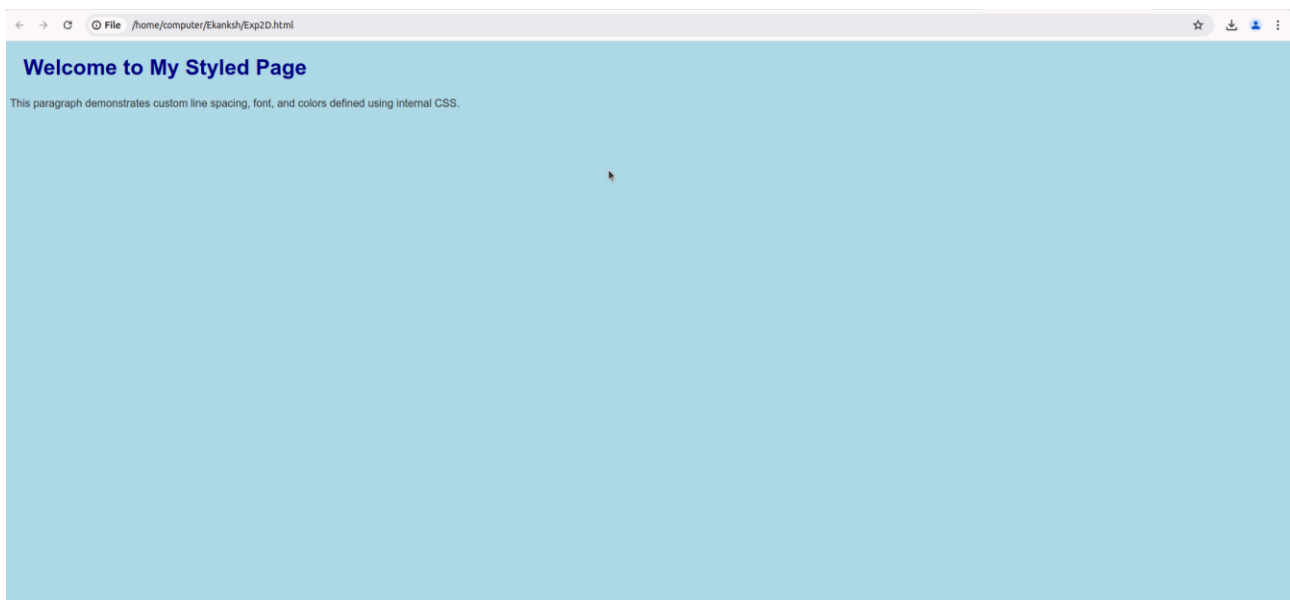 File /home/computer/Ekanksh/Exp2D.html
Welcome to My Styled Page
This paragraph demonstrates custom line spacing, font, and colors defined using internal CSS.